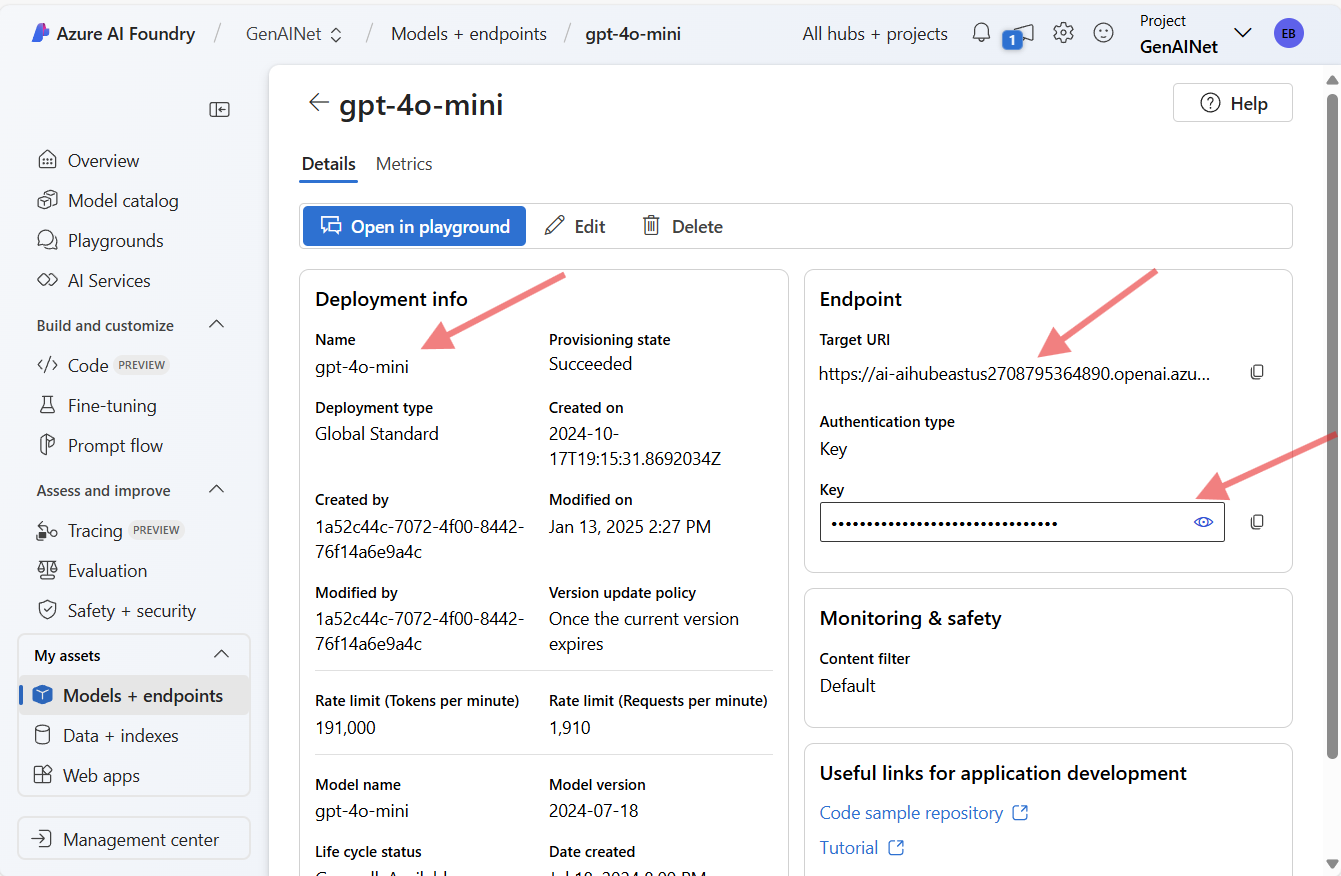 Azure AI Foundry / GenAINet / Models + endpoints / gpt-4o-mini
All hubs + projects
1
Project
GenAINet
EB
gpt-4o-mini
Help
Details Metrics
Open in playground Edit Delete
Overview
Model catalog
Playgrounds
AI Services
Build and customize
Code PREVIEW
Fine-tuning
Prompt flow
Assess and improve
Tracing PREVIEW
Evaluation
Safety + security
My assets
Models + endpoints
Data + indexes
Web apps
Management center
Deployment info
Name
gpt-4o-mini
Provisioning state
Succeeded
Deployment type
Global Standard
Created on
2024-10-
17T19:15:31.8692034Z
Created by
1a52c44c-7072-4f00-8442-
76f14a6e9a4c
Modified on
Jan 13, 2025 2:27 PM
Modified by
1a52c44c-7072-4f00-8442-
76f14a6e9a4c
Version update policy
Once the current version
expires
Rate limit (Tokens per minute)
191,000
Rate limit (Requests per minute)
1,910
Model name
gpt-4o-mini
Model version
2024-07-18
Life cycle status
Date created
Endpoint
Target URI
https://ai-aihubeastus2708795364890.openai.azu...
Authentication type
Key
Key
••••••••••••••••••••••••••••••••
Monitoring & safety
Content filter
Default
Useful links for application development
Code sample repository
Tutorial